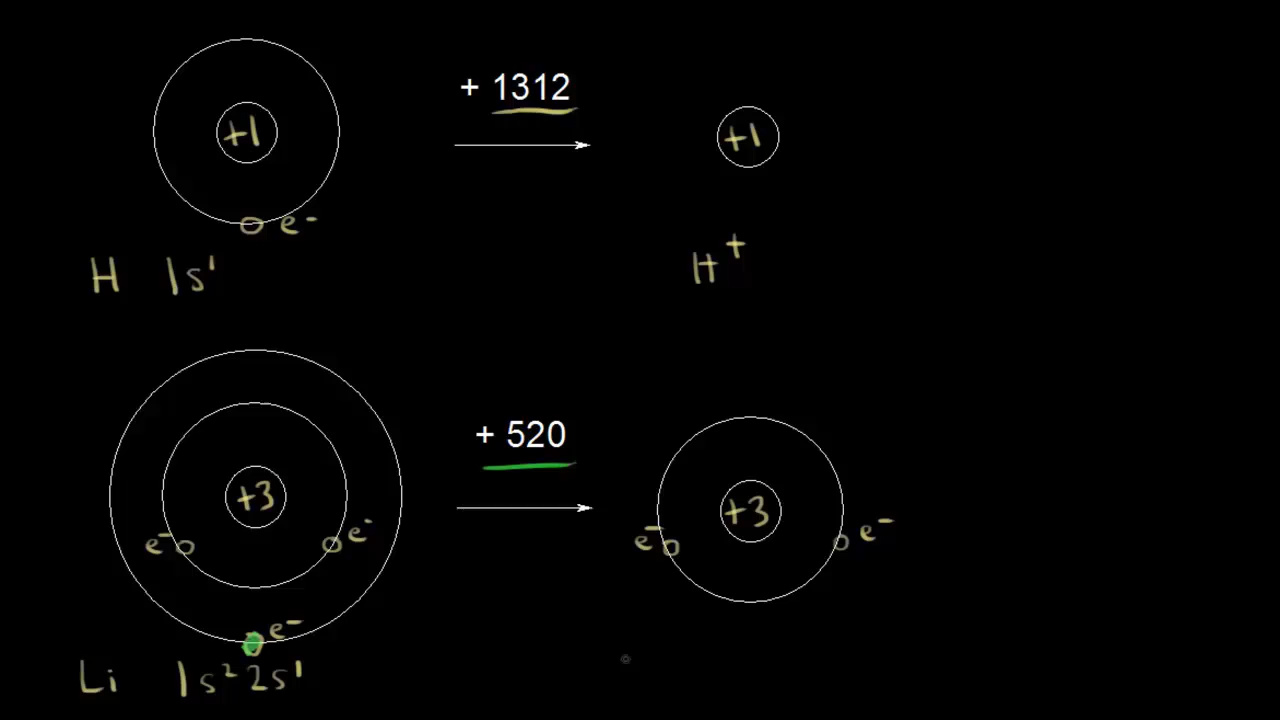 + 1312
+1
+1
e⁻
H 1s¹
H⁺
+ 520
+3
+3
e⁻
e⁻
e⁻
e⁻
e⁻
Li 1s²2s¹